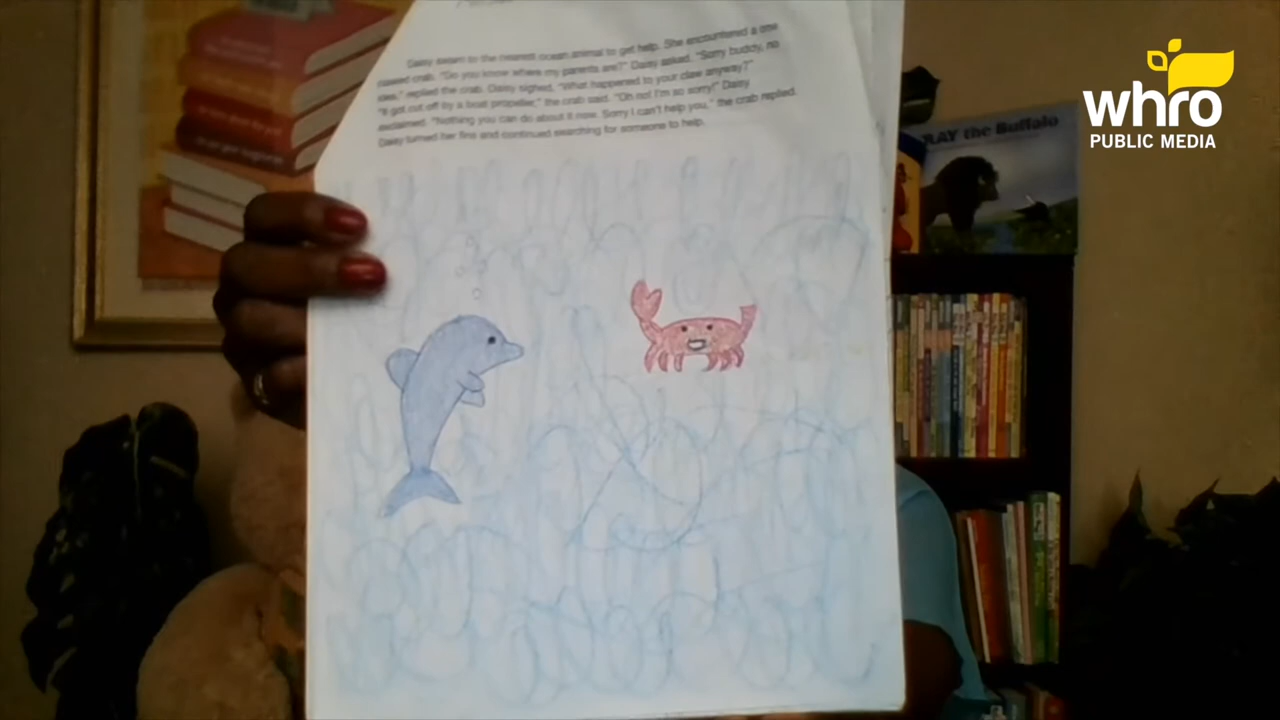 Daisy swam to the nearest ocean animal to get help. She encountered a one
clawed crab. "Do you know where my parents are?" Daisy asked. "Sorry buddy, no
idea," replied the crab. Daisy sighed. "What happened to your claw anyway?"
"It got cut off by a boat propeller," the crab said. "Oh no! I'm so sorry!" Daisy
exclaimed. "Nothing you can do about it now. Sorry I can't help you," the crab replied.
Daisy turned her fins and continued searching for someone to help.
whro
PUBLIC MEDIA
RAY the Buffalo